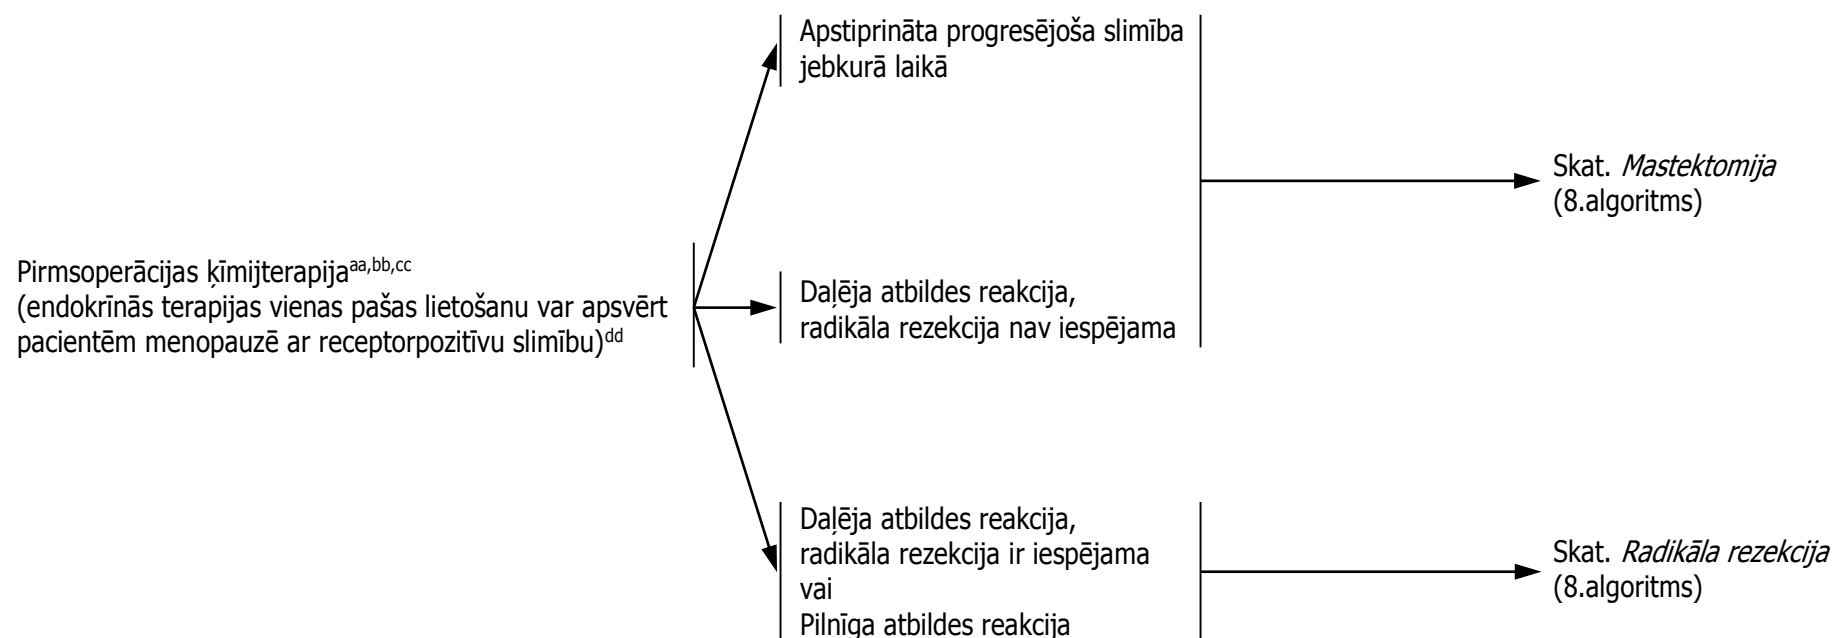 Apstiprināta progresējoša slimība
jebkurā laikā
Skat. Mastektomija
(8.algoritms)
Pirmsoperācijas ķīmijterapija^aa,bb,cc
(endokrīnās terapijas vienas pašas lietošanu var apsvērt
pacientēm menopauzē ar receptorpozitīvu slimību)^dd
Daļēja atbildes reakcija,
radikāla rezekcija nav iespējama
Daļēja atbildes reakcija,
radikāla rezekcija ir iespējama
vai
Pilnīga atbildes reakcija
Skat. Radikāla rezekcija
(8.algoritms)